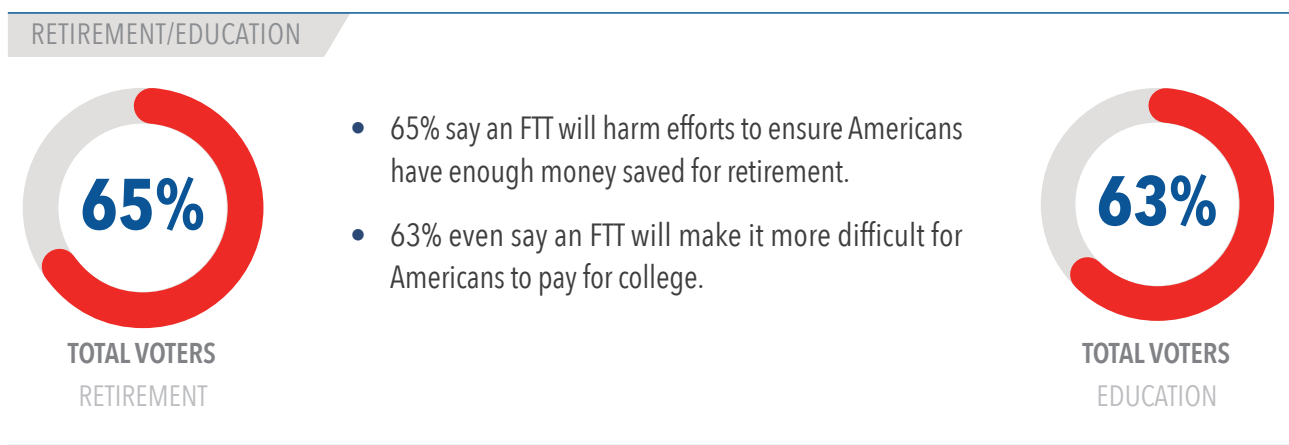 RETIREMENT/EDUCATION
65%
TOTAL VOTERS
RETIREMENT
• 65% say an FTT will harm efforts to ensure Americans
have enough money saved for retirement.
• 63% even say an FTT will make it more difficult for
Americans to pay for college.
63%
TOTAL VOTERS
EDUCATION